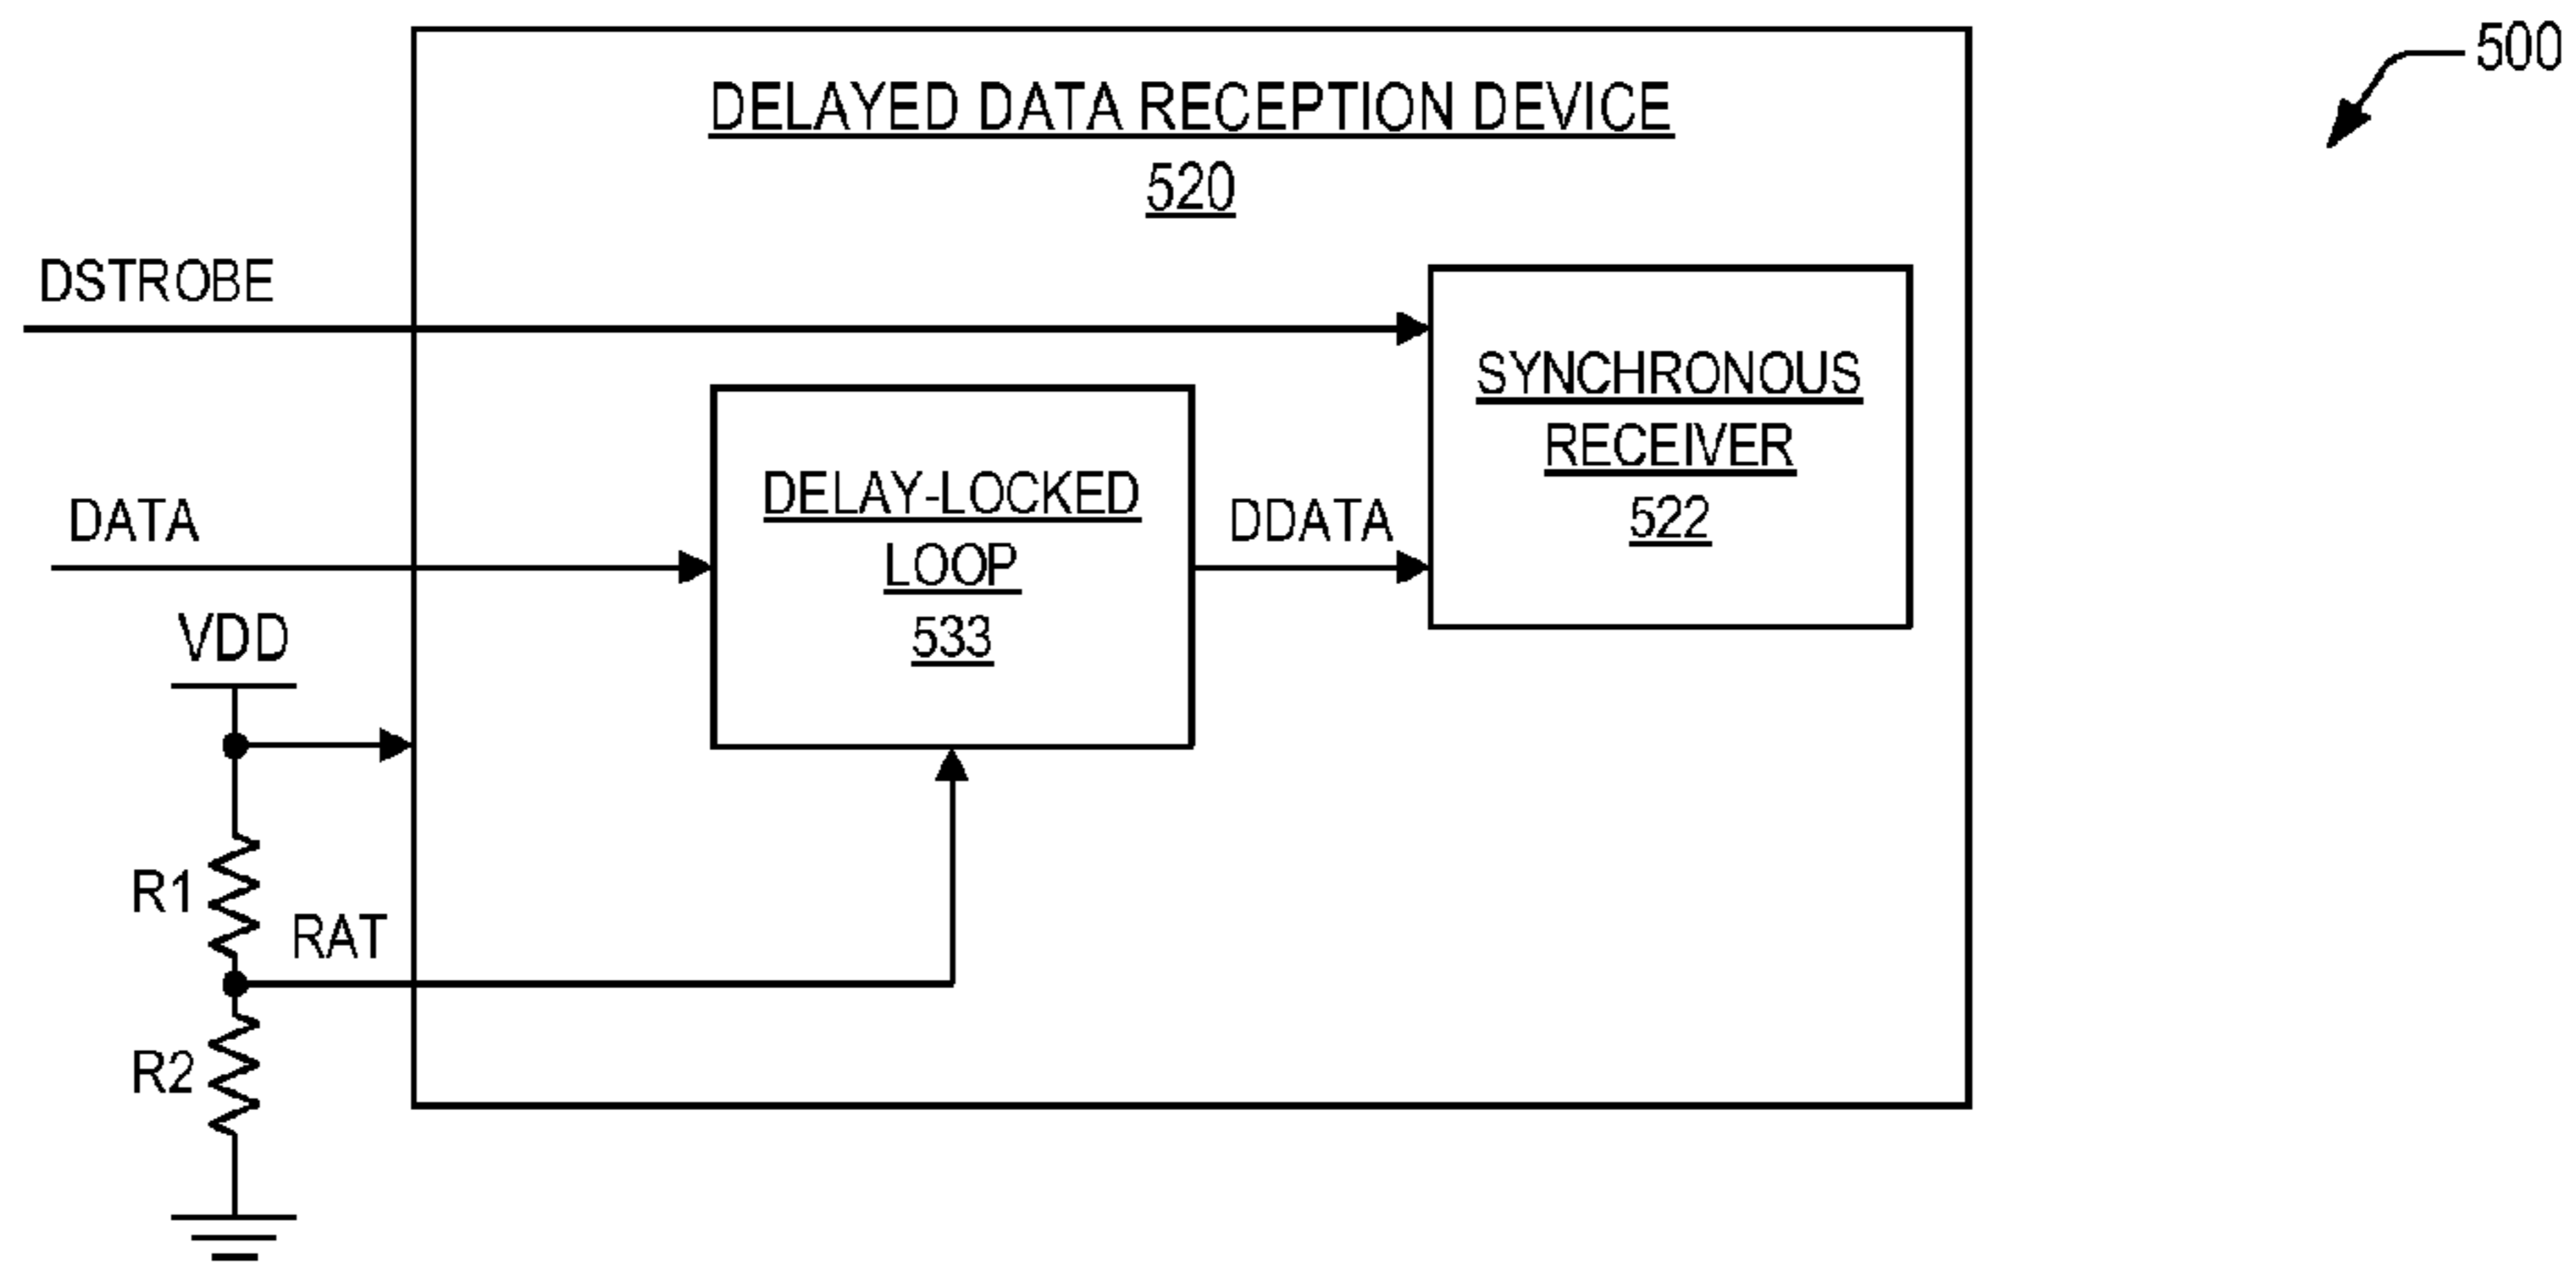 500
DELAYED DATA RECEPTION DEVICE
520
DSTROBE
SYNCHRONOUS
RECEIVER
522
DATA
DELAY-LOCKED
LOOP
533
DDATA
VDD
R1
RAT
R2